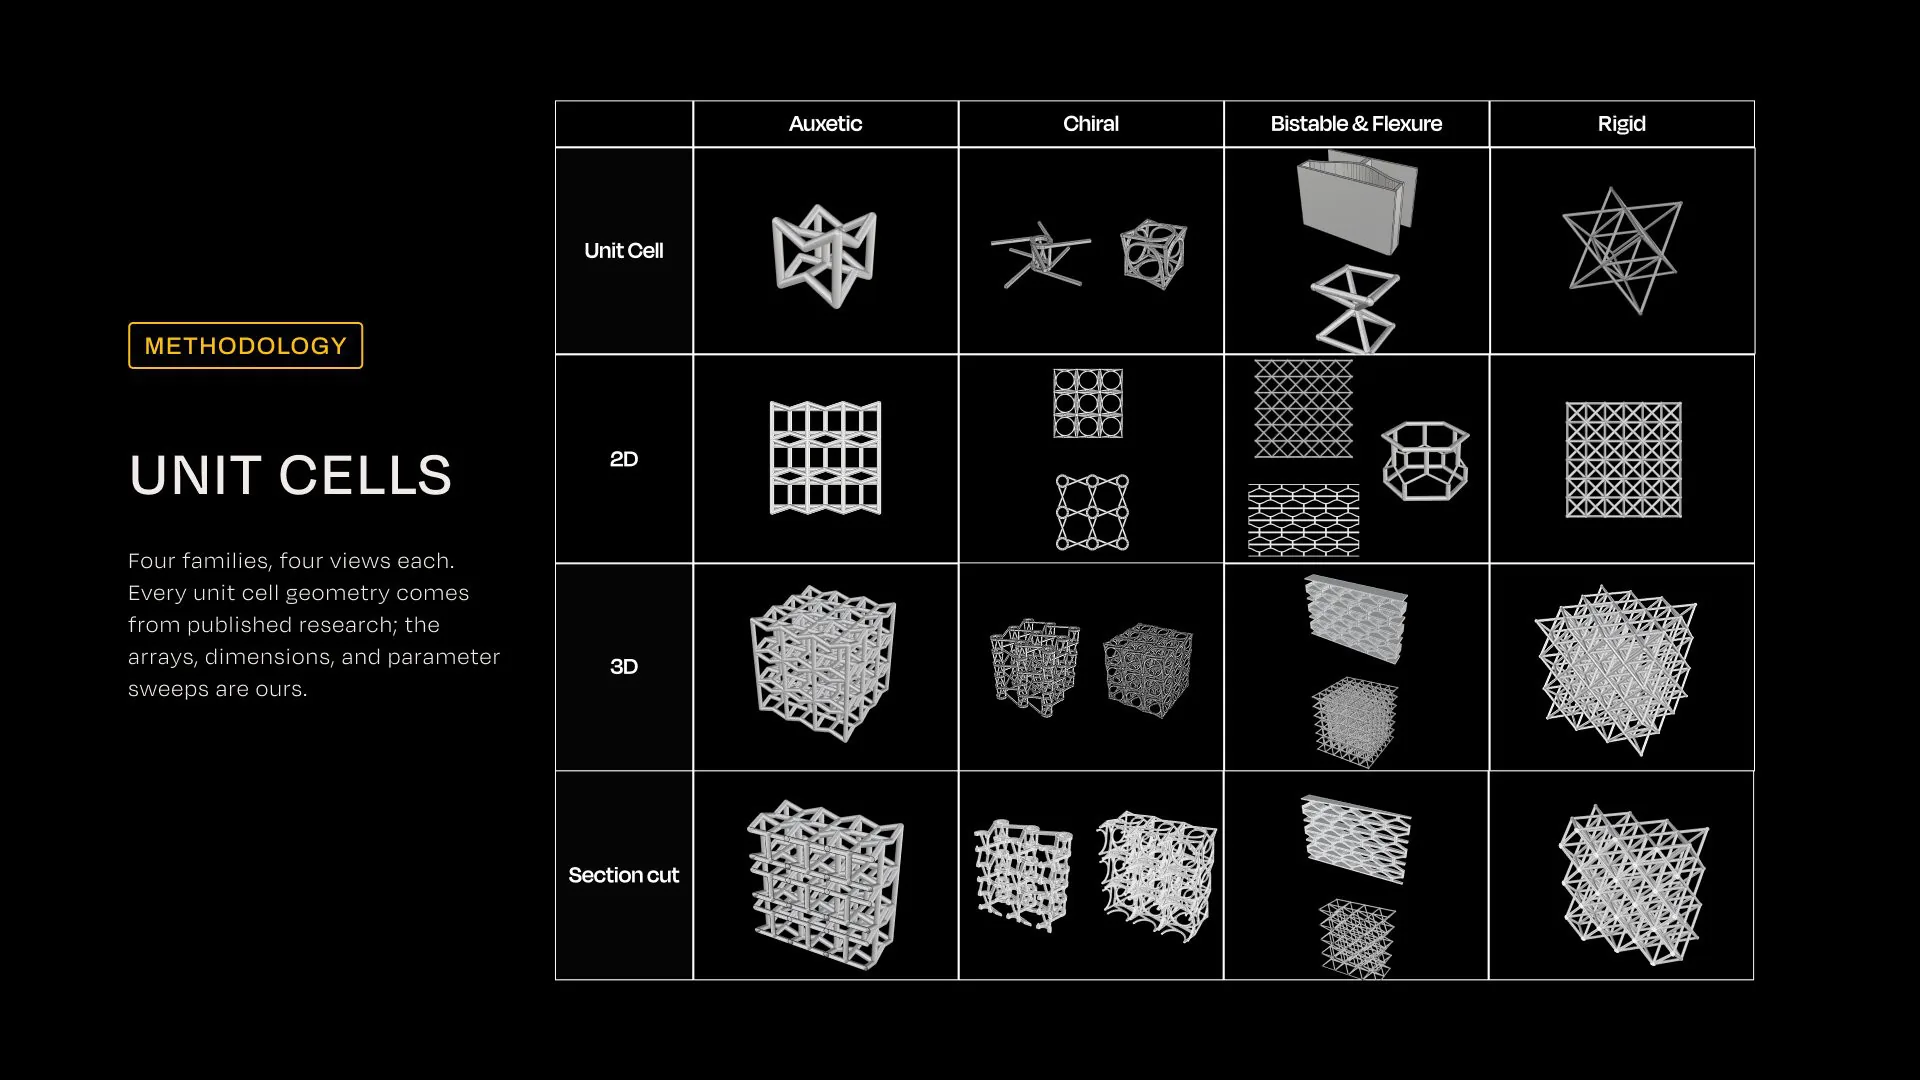 METHODOLOGY
UNIT CELLS
Four families, four views each.
Every unit cell geometry comes
from published research; the
arrays, dimensions, and parameter
sweeps are ours.
Auxetic
Chiral
Bistable & Flexure
Rigid
Unit Cell
2D
3D
Section cut